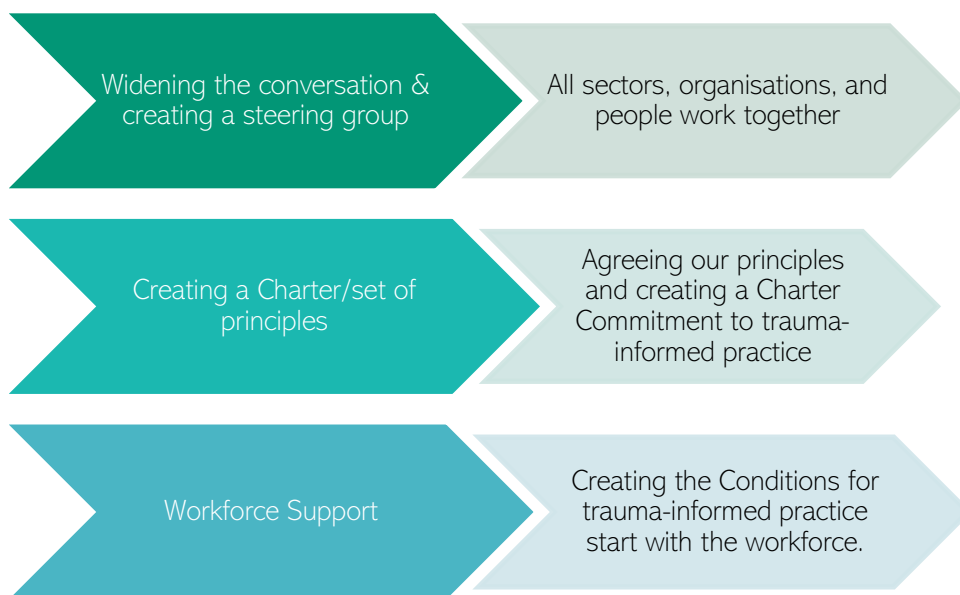 Widening the conversation &
creating a steering group
All sectors, organisations, and
people work together
Creating a Charter/set of
principles
Agreeing our principles
and creating a Charter
Commitment to trauma-
informed practice
Workforce Support
Creating the Conditions for
trauma-informed practice
start with the workforce.